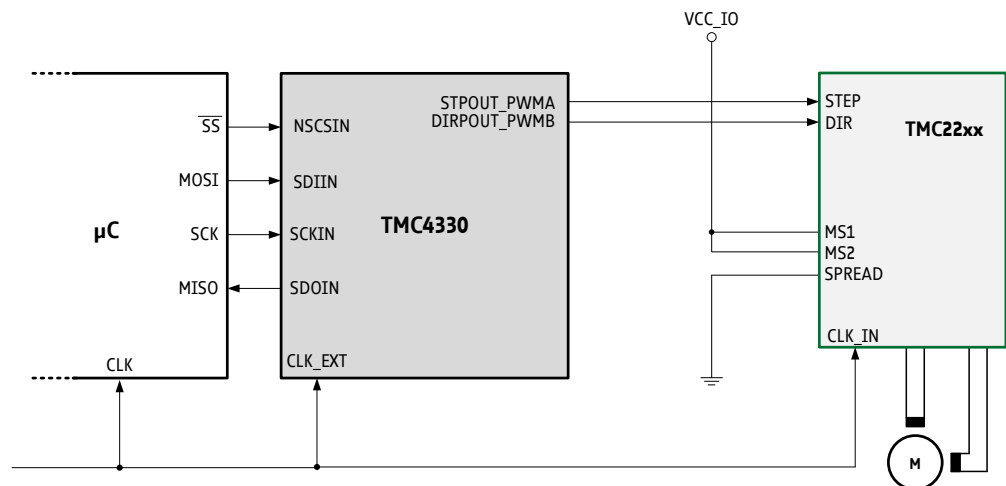 VCC_IO
SS
MOSI
SCK
MISO
µC
CLK
NSCSIN
SDIIN
SCKIN
SDOIN
CLK_EXT
TMC4330
STPOUT_PWMA
DIRPOUT_PWMB
STEP
DIR
TMC22xx
MS1
MS2
SPREAD
CLK_IN
M